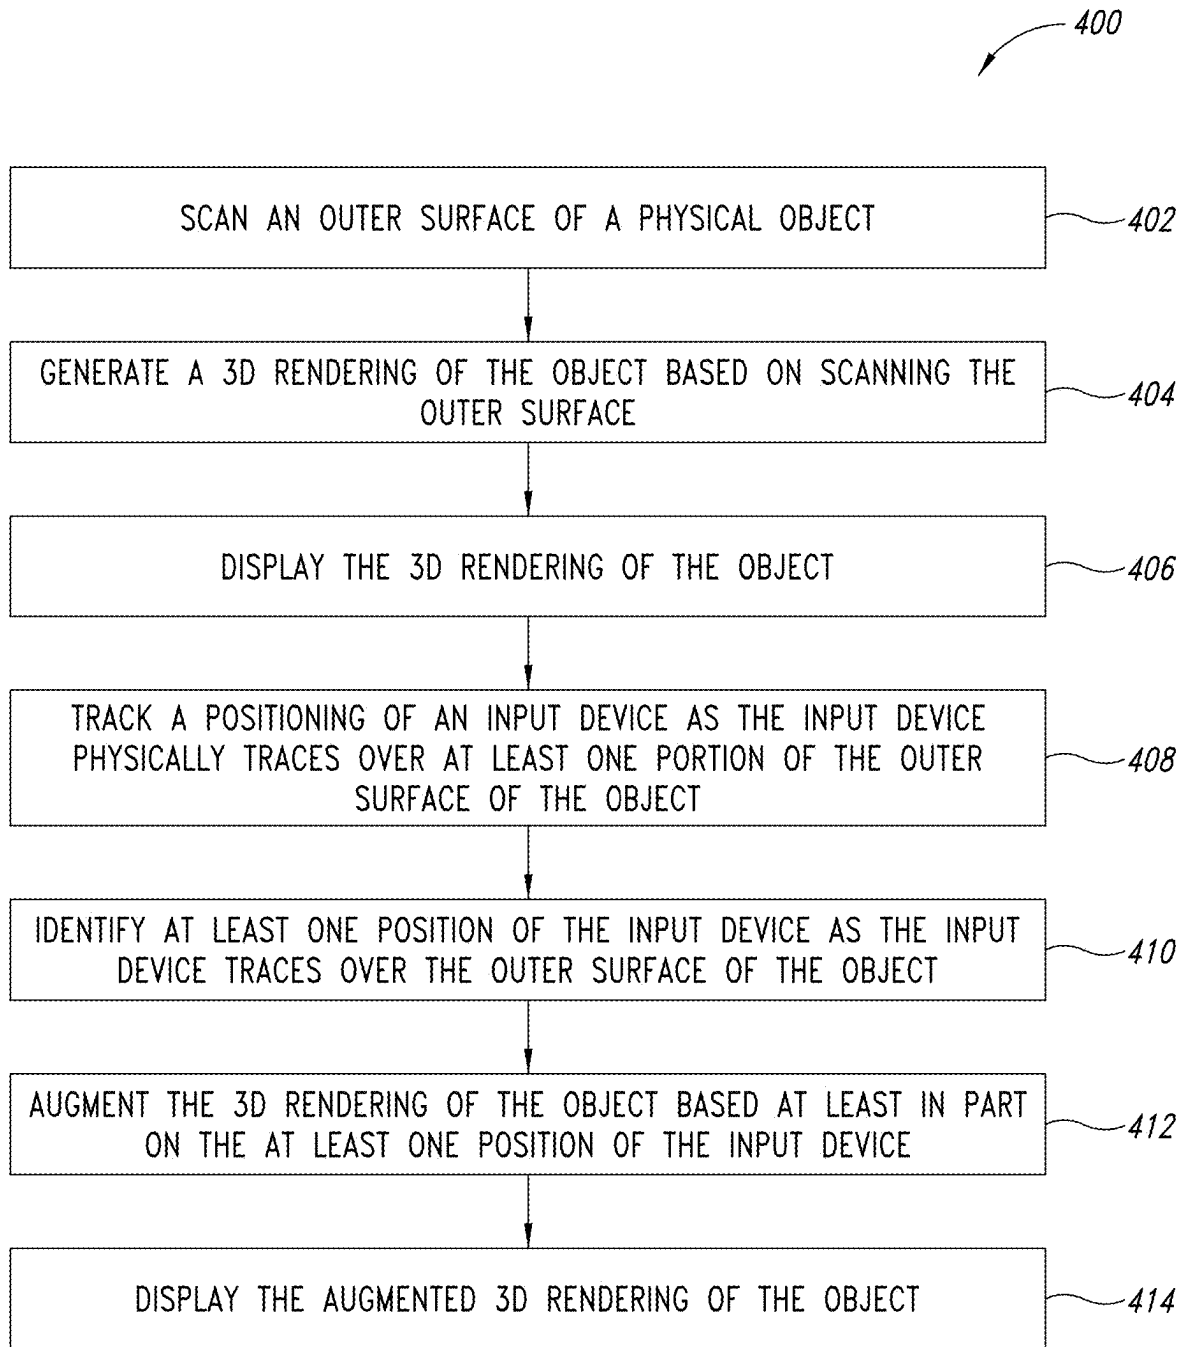 400
SCAN AN OUTER SURFACE OF A PHYSICAL OBJECT
402
GENERATE A 3D RENDERING OF THE OBJECT BASED ON SCANNING THE
OUTER SURFACE
404
DISPLAY THE 3D RENDERING OF THE OBJECT
406
TRACK A POSITIONING OF AN INPUT DEVICE AS THE INPUT DEVICE
PHYSICALLY TRACES OVER AT LEAST ONE PORTION OF THE OUTER
SURFACE OF THE OBJECT
408
IDENTIFY AT LEAST ONE POSITION OF THE INPUT DEVICE AS THE INPUT
DEVICE TRACES OVER THE OUTER SURFACE OF THE OBJECT
410
AUGMENT THE 3D RENDERING OF THE OBJECT BASED AT LEAST IN PART
ON THE AT LEAST ONE POSITION OF THE INPUT DEVICE
412
DISPLAY THE AUGMENTED 3D RENDERING OF THE OBJECT
414